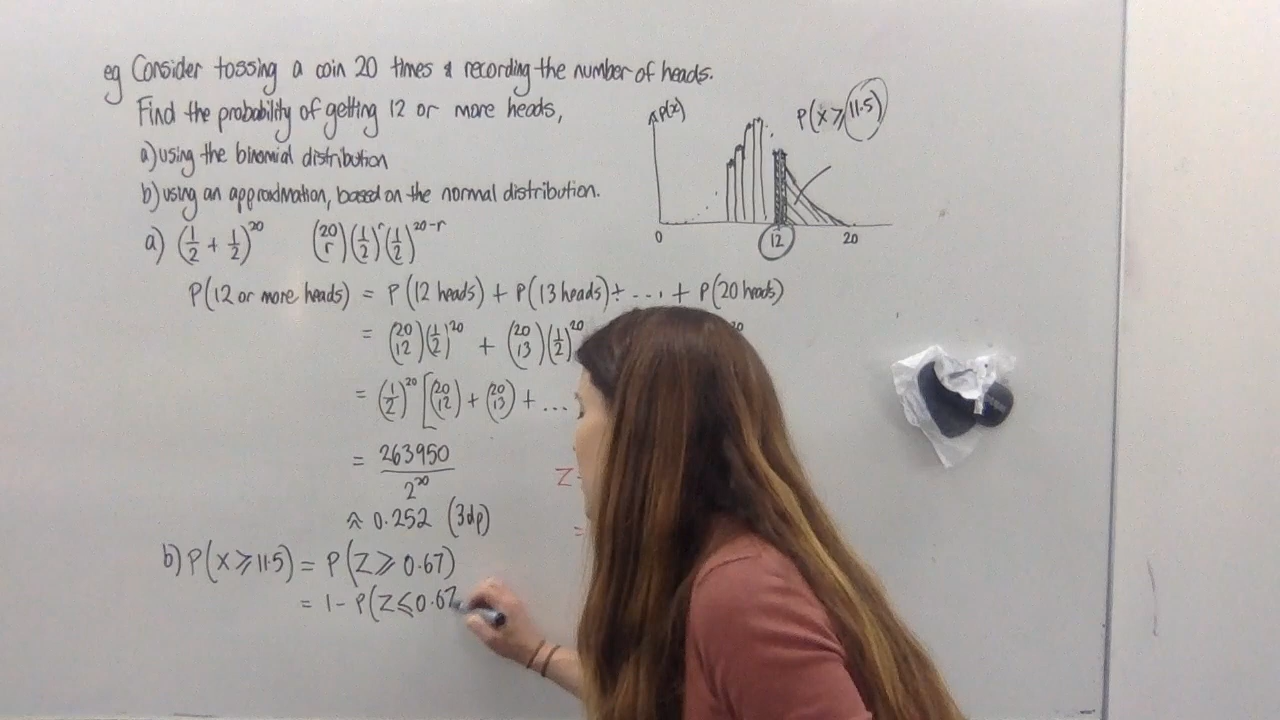 eg Consider tossing a coin 20 times & recording the number of heads.
Find the probability of getting 12 or more heads,
a) using the binomial distribution
b) using an approximation, based on the normal distribution.
P(x)
P(X ≥ 11.5)
0 12 20
a) (1/2 + 1/2)^20 (20 r)(1/2)^r(1/2)^20-r
P(12 or more heads) = P(12 heads) + P(13 heads) + .... + P(20 heads)
= (20 12)(1/2)^20 + (20 13)(1/2)^20
= (1/2)^20 [(20 12) + (20 13) + ...
= 263950 / 2^20
≈ 0.252 (3dp)
Z
=
b) P(X ≥ 11.5) = P(Z ≥ 0.67)
= 1 - P(Z ≤ 0.67